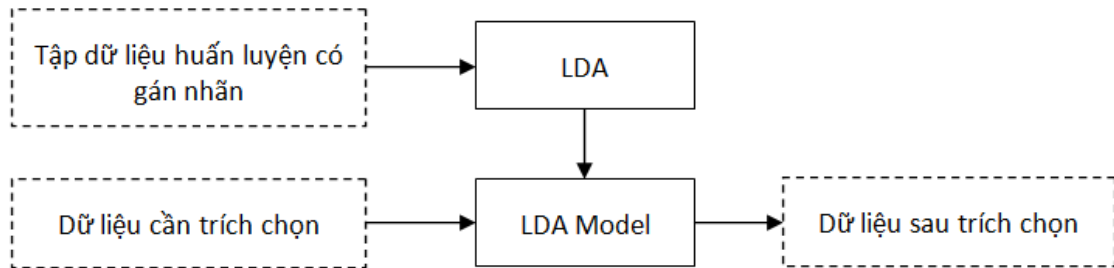 Tập dữ liệu huấn luyện có
gán nhãn
LDA
Dữ liệu cần trích chọn
LDA Model
Dữ liệu sau trích chọn